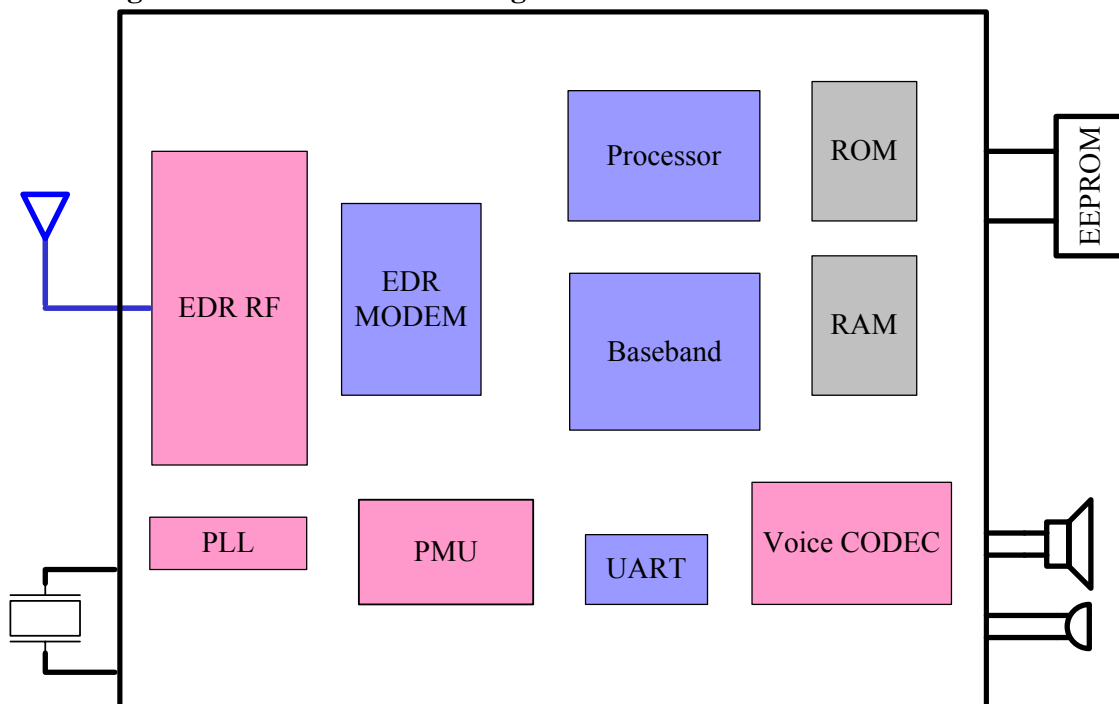 Processor
ROM
EEPROM
EDR RF
EDR
MODEM
Baseband
RAM
PLL
PMU
UART
Voice CODEC